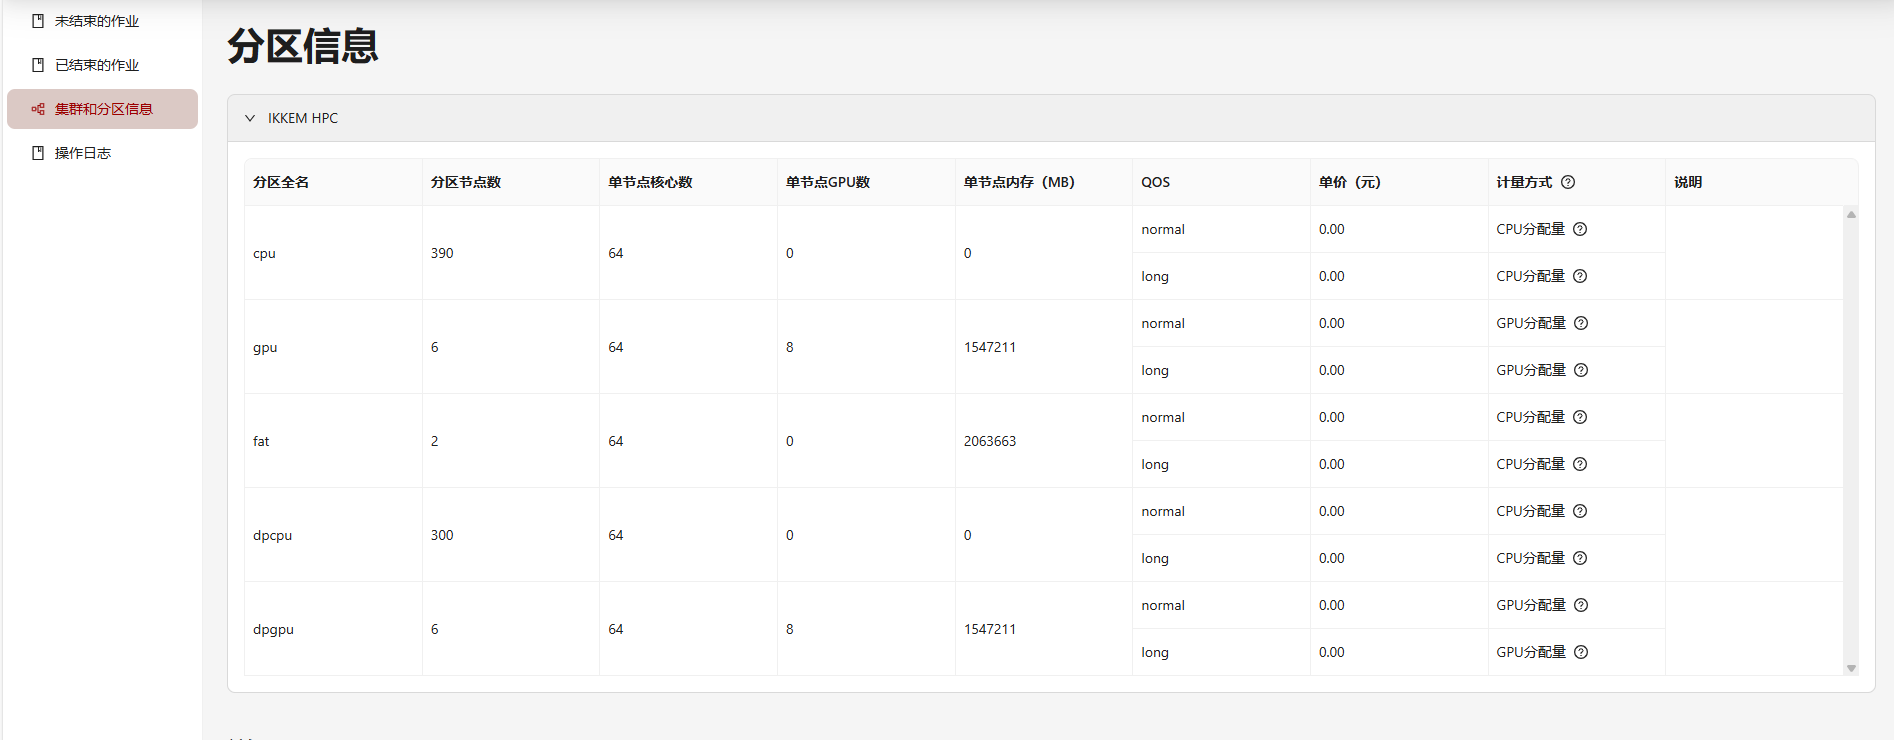 未结束的作业
已结束的作业
集群和分区信息
操作日志
分区信息
IKKEM HPC
分区全名 分区节点数 单节点核心数 单节点GPU数 单节点内存（MB） QOS 单价（元） 计量方式 说明
cpu 390 64 0 0
normal 0.00 CPU分配量
long 0.00 CPU分配量
gpu 6 64 8 1547211
normal 0.00 GPU分配量
long 0.00 GPU分配量
fat 2 64 0 2063663
normal 0.00 CPU分配量
long 0.00 CPU分配量
dpcpu 300 64 0 0
normal 0.00 CPU分配量
long 0.00 CPU分配量
dpgpu 6 64 8 1547211
normal 0.00 GPU分配量
long 0.00 GPU分配量